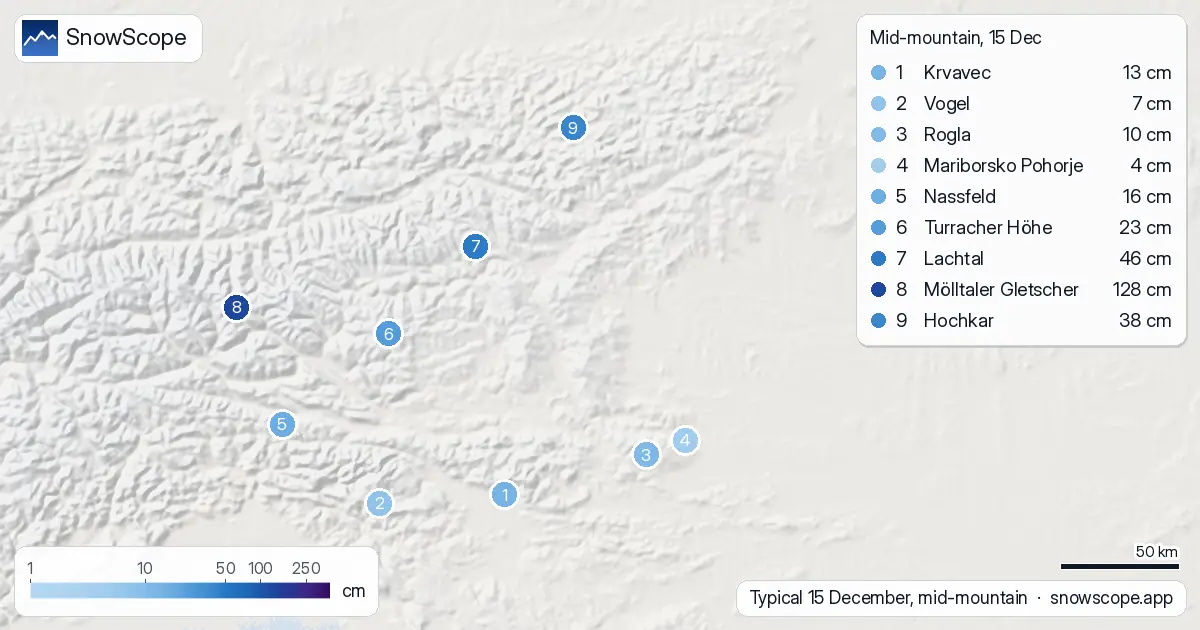 SnowScope
Mid-mountain, 15 Dec
1 Krvavec 13 cm
2 Vogel 7 cm
3 Rogla 10 cm
4 Mariborsko Pohorje 4 cm
5 Nassfeld 16 cm
6 Turracher Höhe 23 cm
7 Lachtal 46 cm
8 Mölltaler Gletscher 128 cm
9 Hochkar 38 cm
9
7
8
6
5
4
3
1
2
1 10 50 100 250
cm
50 km
Typical 15 December, mid-mountain · snowscope.app